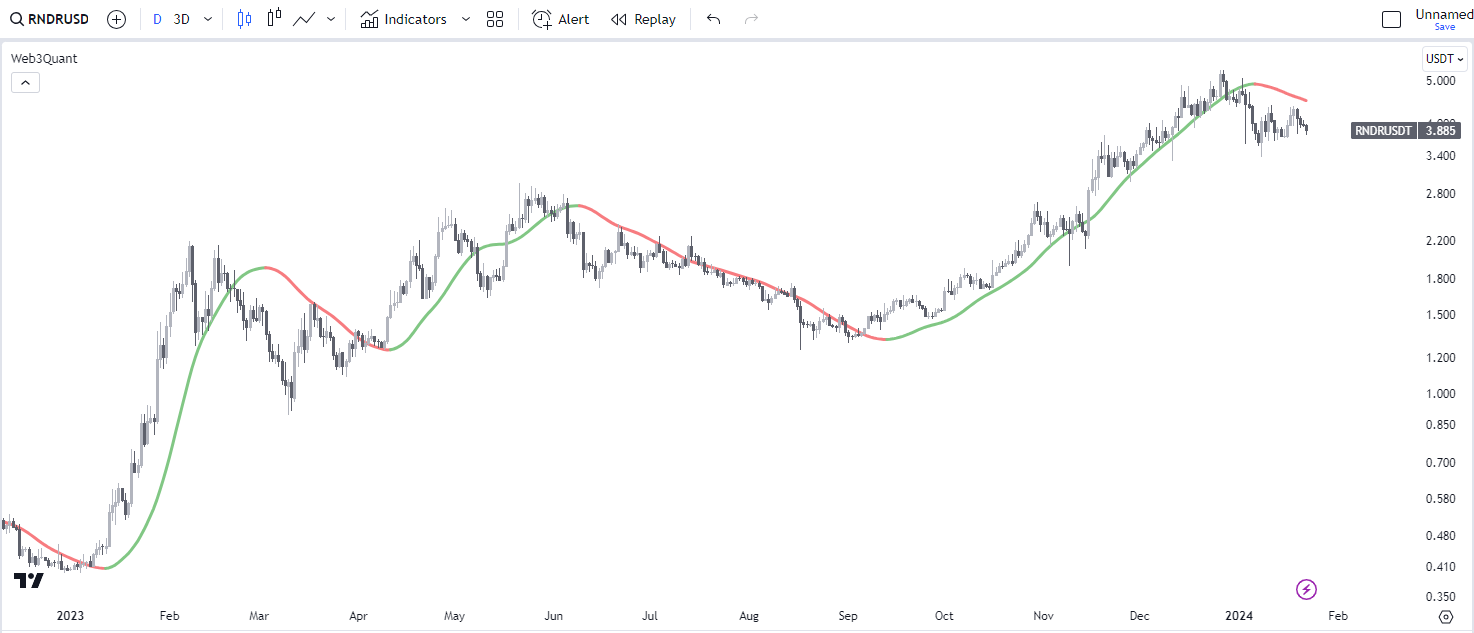 RNDRUSD D 3D Indicators Alert Replay Unnamed
Save
Web3Quant
USDT
5.000
RNDRUSDT 3.885
3.400
2.800
2.200
1.800
1.500
1.200
1.000
0.850
0.700
0.580
0.480
0.410
0.350
2023 Feb Mar Apr May Jun Jul Aug Sep Oct Nov Dec 2024 Feb